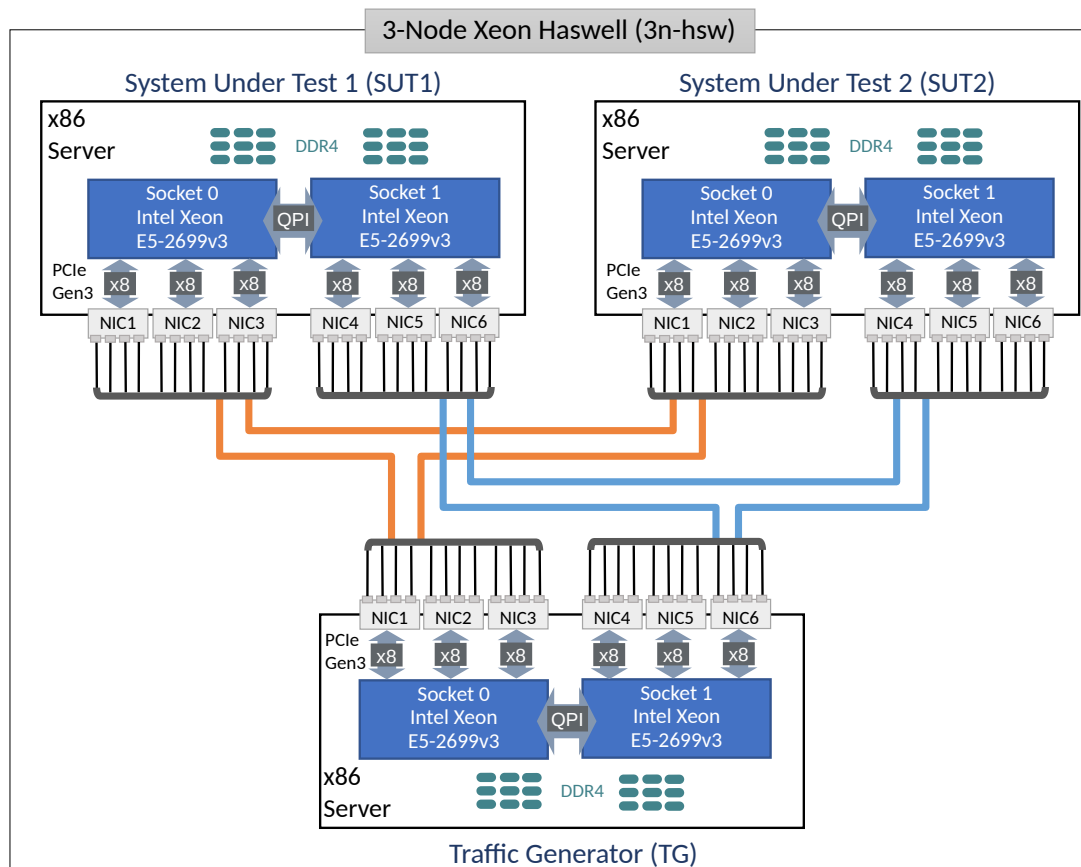 3-Node Xeon Haswell (3n-hsw)
System Under Test 1 (SUT1)
System Under Test 2 (SUT2)
x86
Server
DDR4
Socket 0
Intel Xeon
E5-2699v3
QPI
Socket 1
Intel Xeon
E5-2699v3
PCIe
Gen3
x8
x8
x8
x8
x8
x8
NIC1
NIC2
NIC3
NIC4
NIC5
NIC6
x86
Server
DDR4
Socket 0
Intel Xeon
E5-2699v3
QPI
Socket 1
Intel Xeon
E5-2699v3
PCIe
Gen3
x8
x8
x8
x8
x8
x8
NIC1
NIC2
NIC3
NIC4
NIC5
NIC6
NIC1
NIC2
NIC3
NIC4
NIC5
NIC6
PCIe
Gen3
x8
x8
x8
x8
x8
x8
Socket 0
Intel Xeon
E5-2699v3
QPI
Socket 1
Intel Xeon
E5-2699v3
x86
Server
DDR4
Traffic Generator (TG)